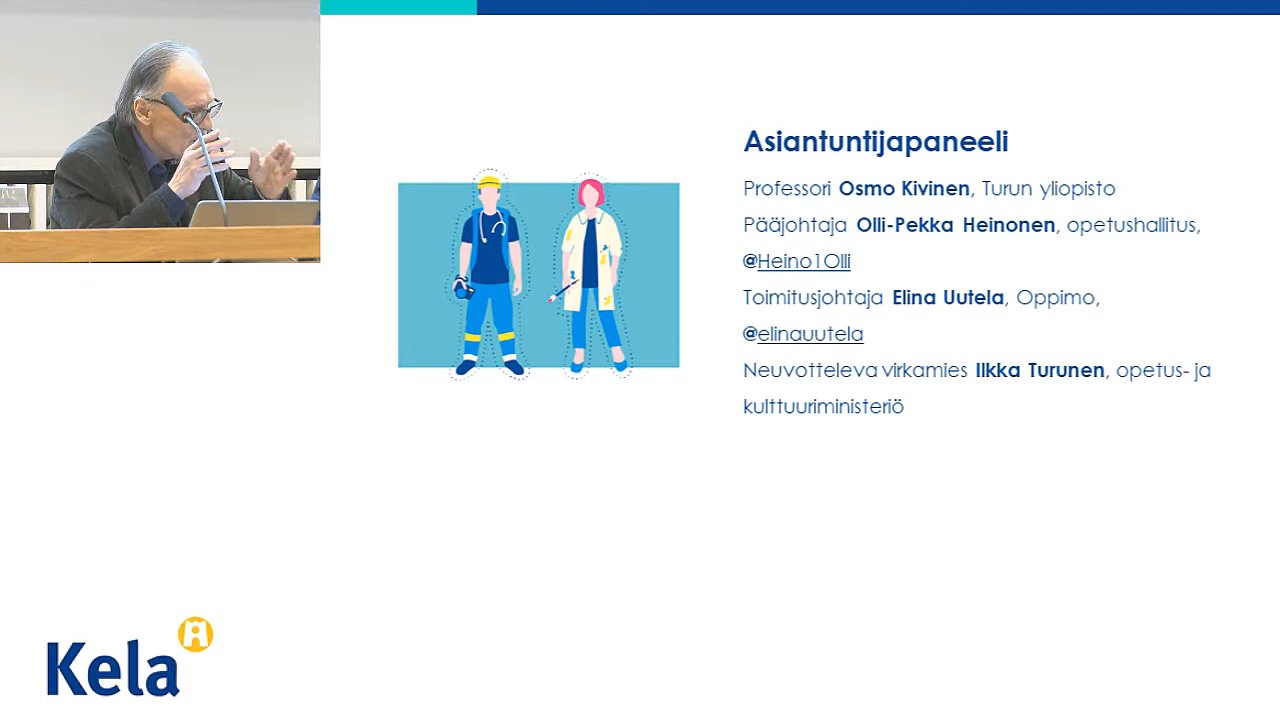 Asiantuntijapaneeli
Professori Osmo Kivinen, Turun yliopisto
Pääjohtaja Olli-Pekka Heinonen, opetushallitus,
@Heino1Olli
Toimitusjohtaja Elina Uutela, Oppimo,
@elinauutela
Neuvotteleva virkamies Ilkka Turunen, opetus- ja
kulttuuriministeriö
Kela